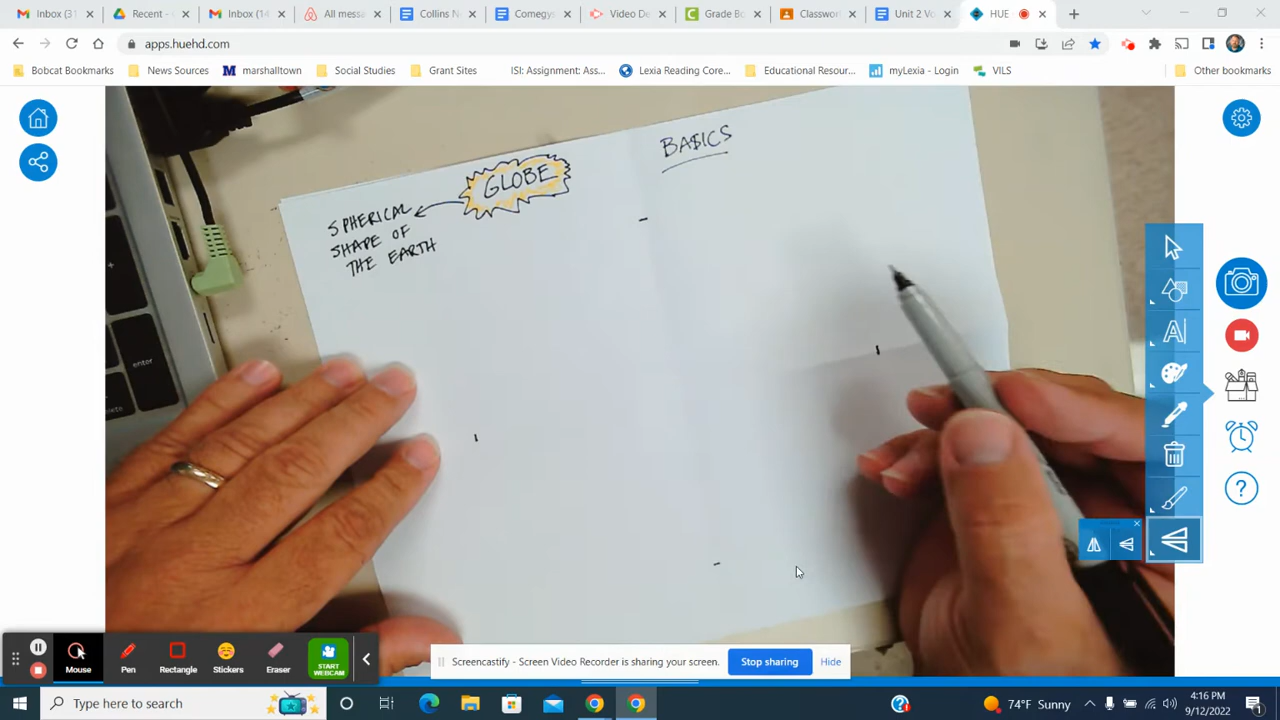 Inbox (31
Recent -
Inbox (14
All messa
Collins N
Comegy
Video De
Grade Bo
Classwor
Unit 2 Vo
HUE
apps.huehd.com
Bobcat Bookmarks
News Sources
marshalltown
Social Studies
Grant Sites
ISI: Assignment: Ass...
Lexia Reading Core...
Educational Resour...
myLexia - Login
VILS
Other bookmarks
BASICS
GLOBE
SPHERICAL
SHAPE OF
THE EARTH
enter
A
?
Mouse
Pen
Rectangle
Stickers
Eraser
START
WEBCAM
Screencastify - Screen Video Recorder is sharing your screen.
Stop sharing
Hide
Type here to search
74°F Sunny
4:16 PM
9/12/2022
1